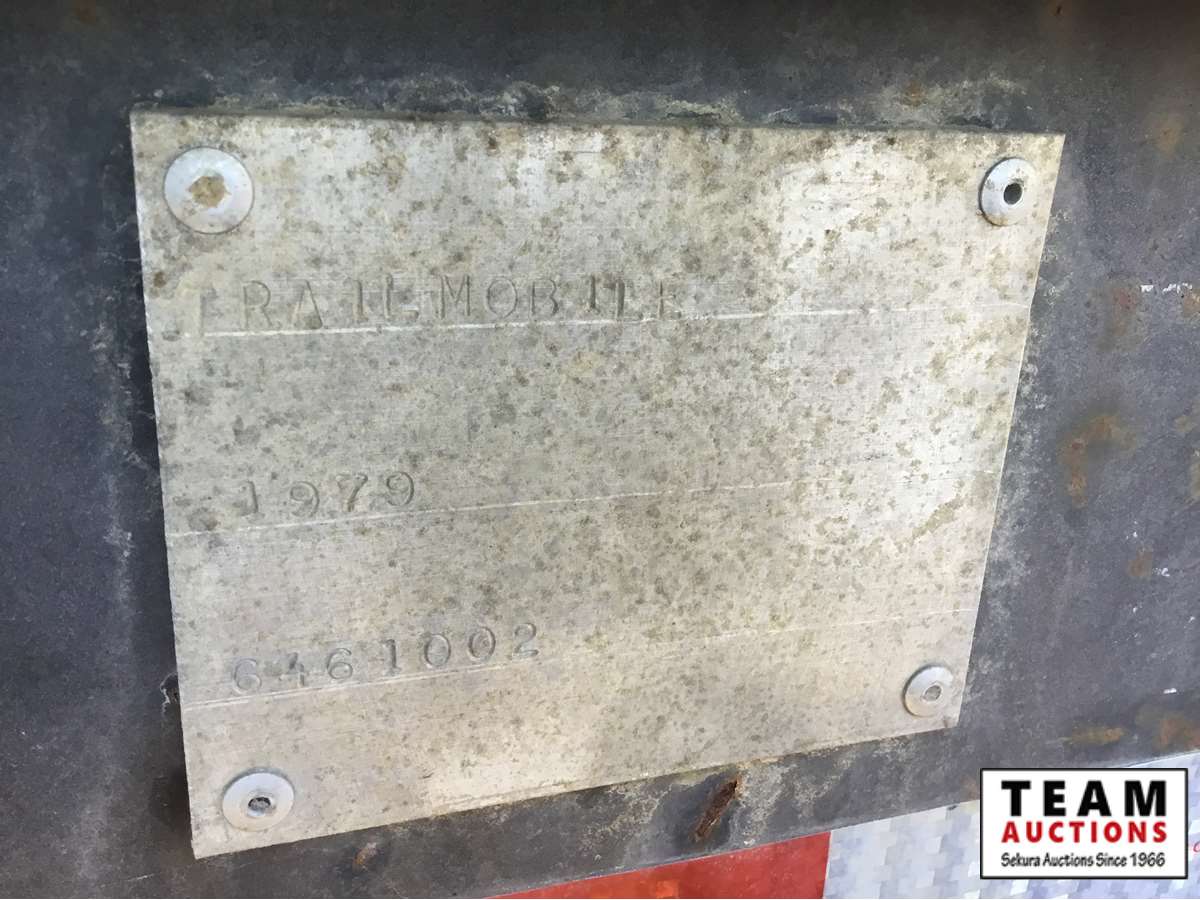 TRAILMOBILE
1979
6461002
TEAM
AUCTIONS
Sekura Auctions Since 1966